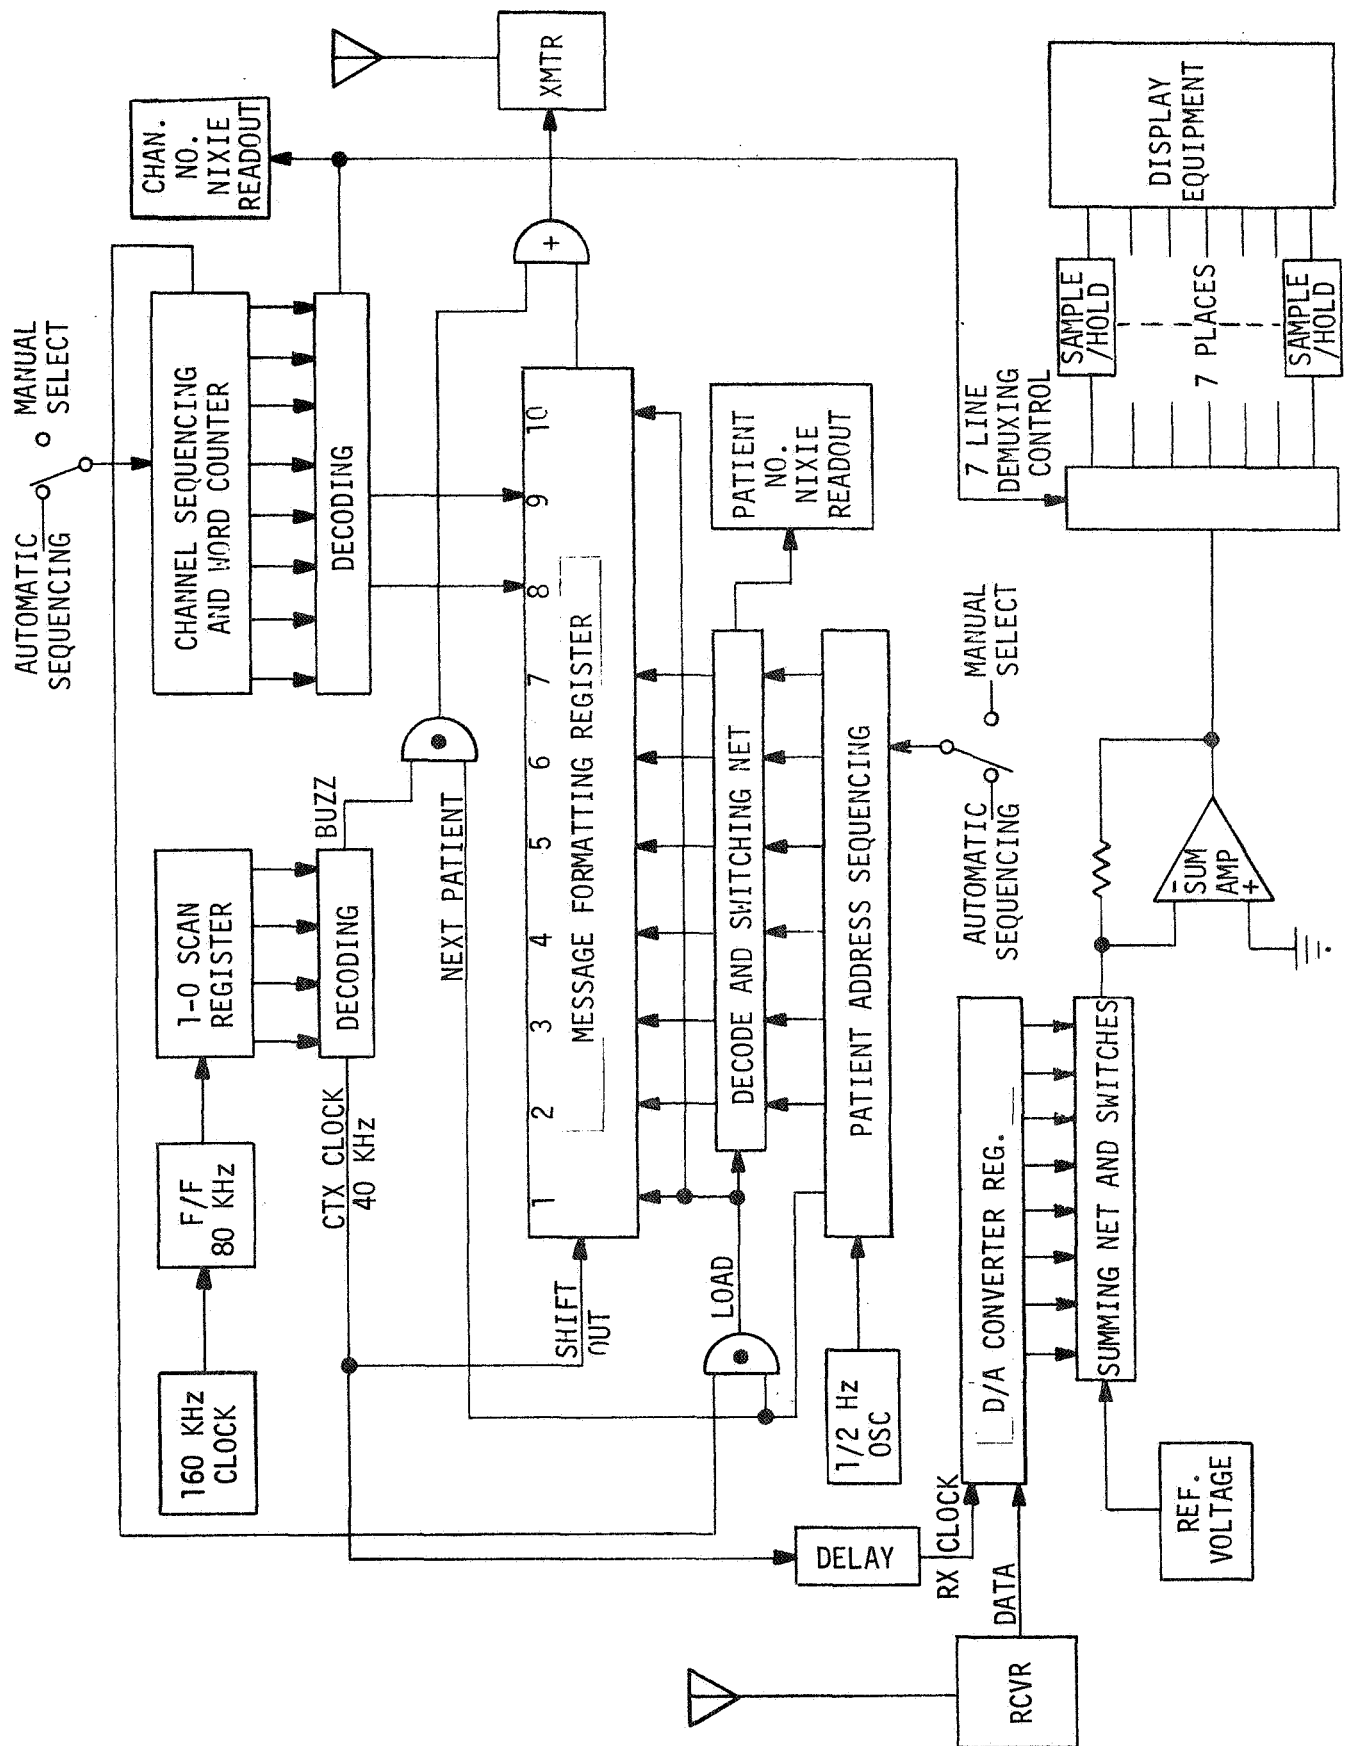 AUTOMATIC
SEQUENCING
MANUAL
SELECT
CHANNEL SEQUENCING
AND WORD COUNTER
DECODING
CHAN.
NO.
NIXIE
READOUT
XMTR
160 KHz
CLOCK
F/F
80 KHz
1-0 SCAN
REGISTER
DECODING
BUZZ
CTX CLOCK
40 KHz
NEXT PATIENT
+
SHIFT
OUT
1 2 3 4 5 6 7 8 9 10
MESSAGE FORMATTING REGISTER
LOAD
DECODE AND SWITCHING NET
PATIENT
NO.
NIXIE
READOUT
1/2 Hz
OSC
PATIENT ADDRESS SEQUENCING
AUTOMATIC
SEQUENCING
MANUAL
SELECT
DELAY
RX CLOCK
RCVR
DATA
D/A CONVERTER REG.
SUMMING NET AND SWITCHES
REF.
VOLTAGE
-
SUM
AMP
+
7 LINE
DEMUXING
CONTROL
SAMPLE
/HOLD
7 PLACES
SAMPLE
/HOLD
DISPLAY
EQUIPMENT